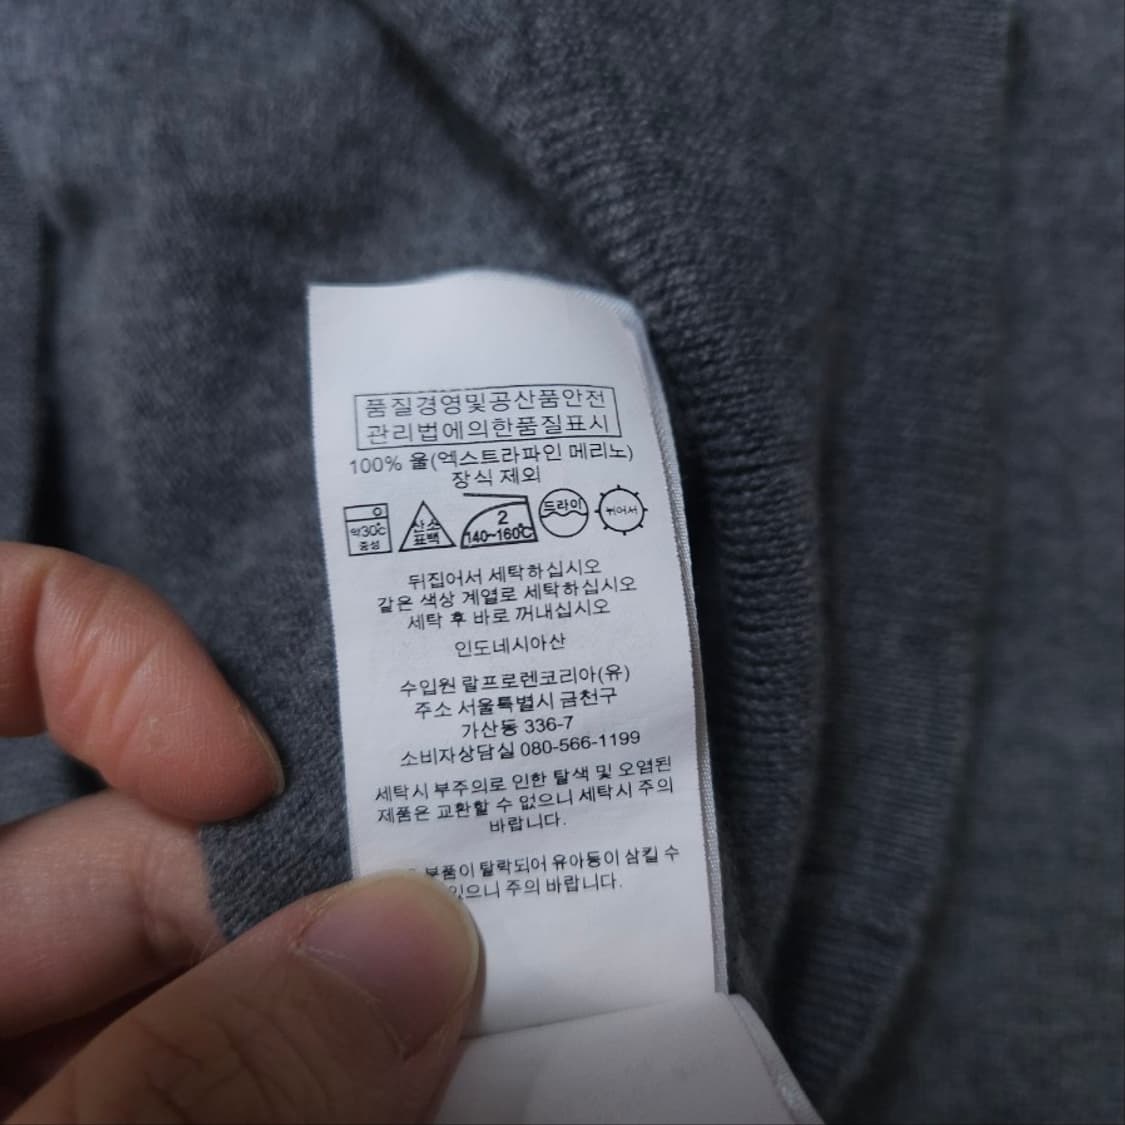 품질경영및공산품안전
관리법에의한품질표시
100% 울(엑스트라파인 메리노)
장식 제외
약30℃
중성
산소
표백
2
140~160℃
드라이
뉘어서
뒤집어서 세탁하십시오
같은 색상 계열로 세탁하십시오
세탁 후 바로 꺼내십시오
인도네시아산
수입원 랄프로렌코리아(유)
주소 서울특별시 금천구
가산동 336-7
소비자상담실 080-566-1199
세탁시 부주의로 인한 탈색 및 오염된
제품은 교환할 수 없으니 세탁시 주의
바랍니다.
부품이 탈락되어 유아동이 삼킬 수
있으니 주의 바랍니다.